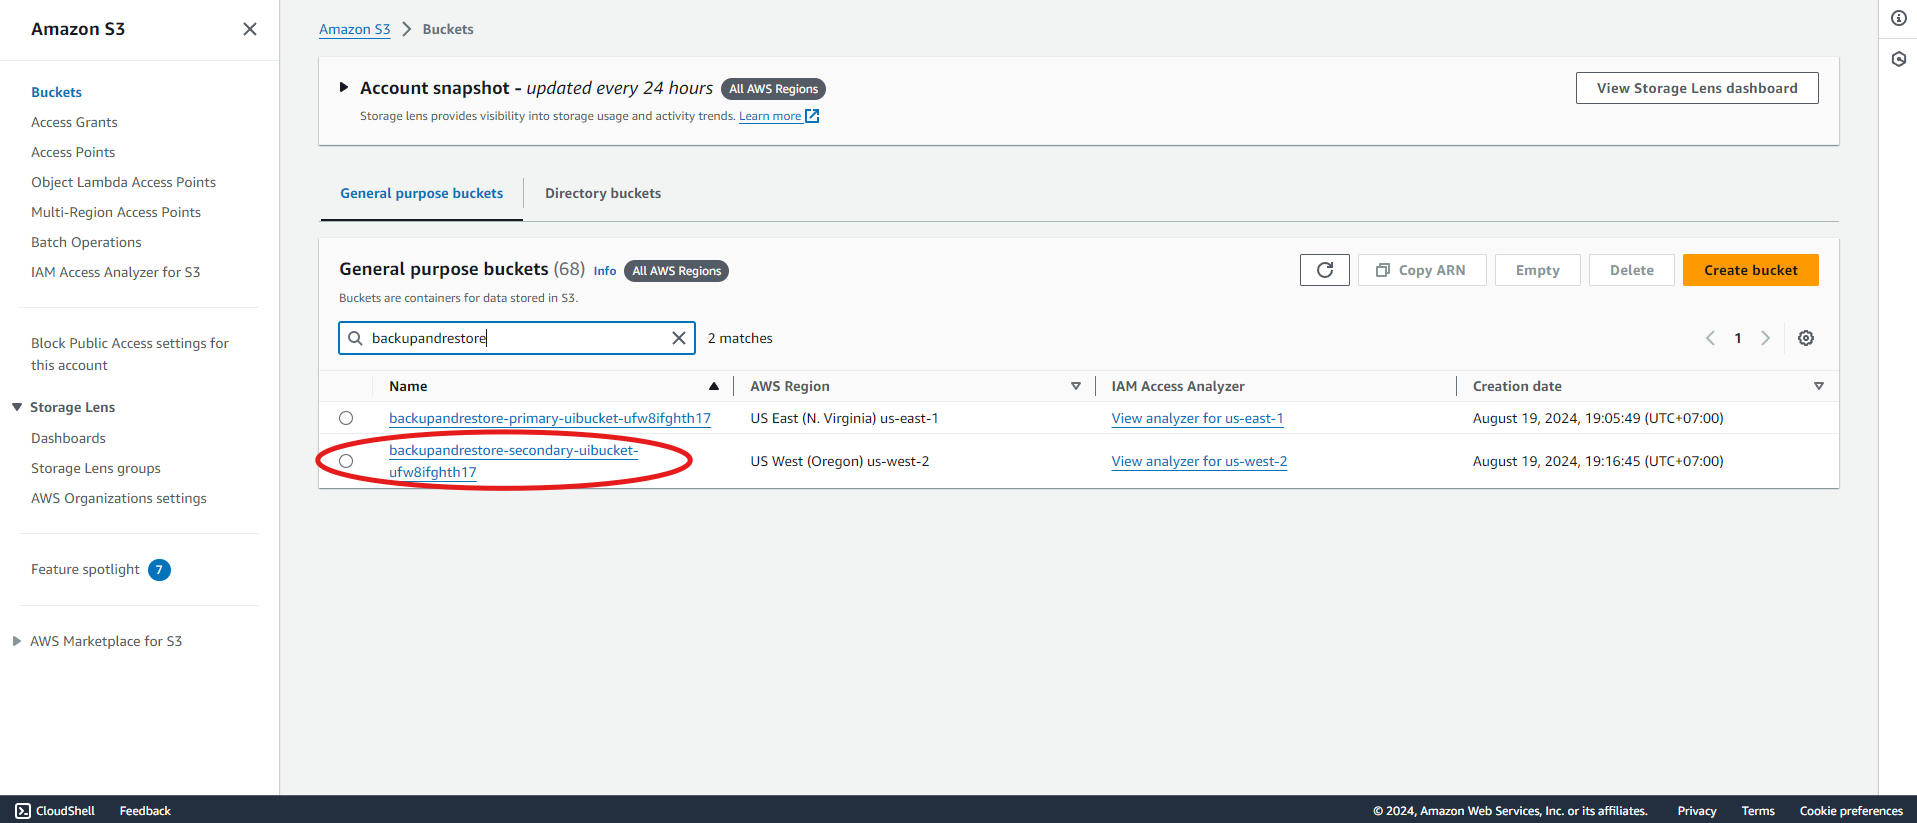 Amazon S3
Buckets
Access Grants
Access Points
Object Lambda Access Points
Multi-Region Access Points
Batch Operations
IAM Access Analyzer for S3
Block Public Access settings for
this account
Storage Lens
Dashboards
Storage Lens groups
AWS Organizations settings
Feature spotlight 7
AWS Marketplace for S3
Amazon S3 Buckets
Account snapshot - updated every 24 hours All AWS Regions
View Storage Lens dashboard
Storage lens provides visibility into storage usage and activity trends. Learn more
General purpose buckets Directory buckets
General purpose buckets (68) Info All AWS Regions
Copy ARN Empty Delete Create bucket
Buckets are containers for data stored in S3.
backupandrestore 2 matches
1
Name AWS Region IAM Access Analyzer Creation date
backupandrestore-primary-uibucket-ufw8ifghth17 US East (N. Virginia) us-east-1 View analyzer for us-east-1 August 19, 2024, 19:05:49 (UTC+07:00)
backupandrestore-secondary-uibucket-
ufw8ifghth17 US West (Oregon) us-west-2 View analyzer for us-west-2 August 19, 2024, 19:16:45 (UTC+07:00)
CloudShell Feedback © 2024, Amazon Web Services, Inc. or its affiliates. Privacy Terms Cookie preferences